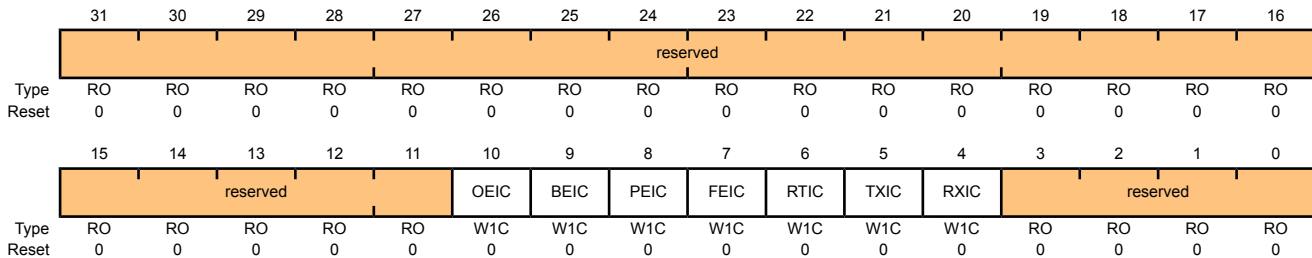 31 30 29 28 27 26 25 24 23 22 21 20 19 18 17 16
reserved
Type RO RO RO RO RO RO RO RO RO RO RO RO RO RO RO RO
Reset 0 0 0 0 0 0 0 0 0 0 0 0 0 0 0 0
15 14 13 12 11 10 9 8 7 6 5 4 3 2 1 0
reserved OEIC BEIC PEIC FEIC RTIC TXIC RXIC reserved
Type RO RO RO RO RO W1C W1C W1C W1C W1C W1C W1C RO RO RO RO
Reset 0 0 0 0 0 0 0 0 0 0 0 0 0 0 0 0